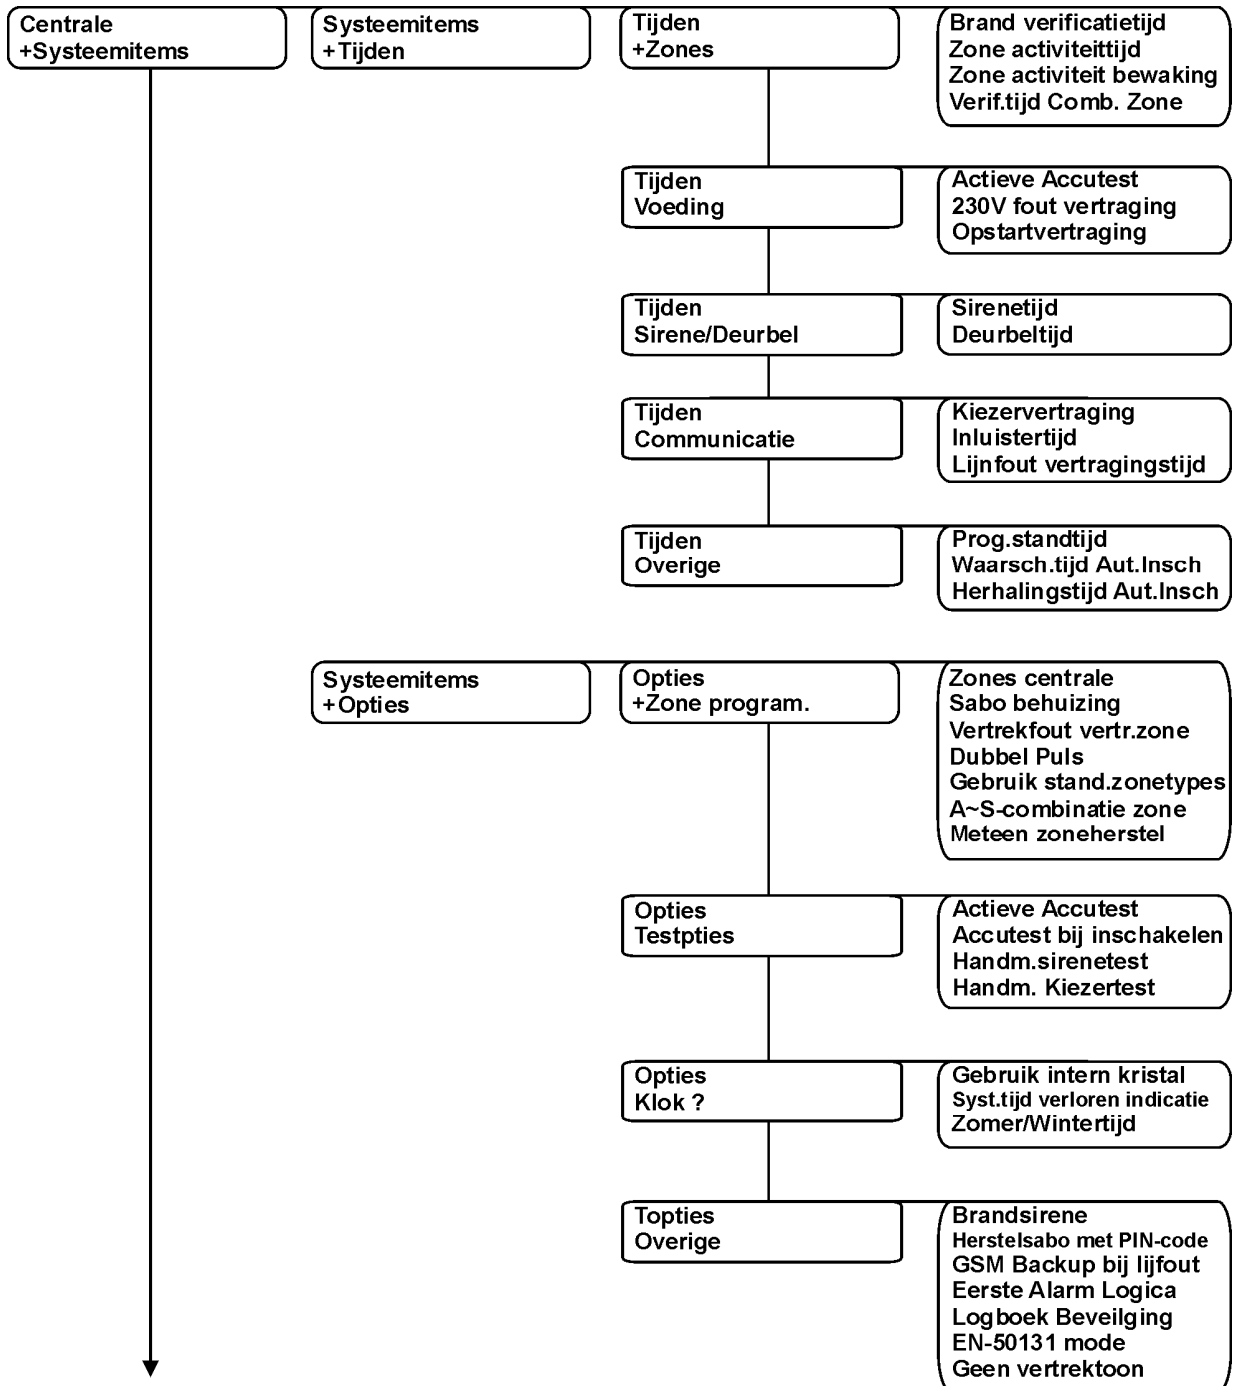 Centrale
+Systeemitems
Systeemitems
+Tijden
Tijden
+Zones
Brand verificatietijd
Zone activiteittijd
Zone activiteit bewaking
Verif.tijd Comb. Zone
Tijden
Voeding
Actieve Accutest
230V fout vertraging
Opstartvertraging
Tijden
Sirene/Deurbel
Sirenetijd
Deurbeltijd
Tijden
Communicatie
Kiezervertraging
Inluistertijd
Lijnfout vertragingstijd
Tijden
Overige
Prog.standtijd
Waarsch.tijd Aut.Insch
Herhalingstijd Aut.Insch
Systeemitems
+Opties
Opties
+Zone program.
Zones centrale
Sabo behuizing
Vertrekfout vertr.zone
Dubbel Puls
Gebruik stand.zonetypes
A~S-combinatie zone
Meteen zoneherstel
Opties
Testpties
Actieve Accutest
Accutest bij inschakelen
Handm.sirenetest
Handm. Kiezertest
Opties
Klok ?
Gebruik intern kristal
Syst.tijd verloren indicatie
Zomer/Wintertijd
Topties
Overige
Brandsirene
Herstelsabo met PIN-code
GSM Backup bij lijfout
Eerste Alarm Logica
Logboek Beveilging
EN-50131 mode
Geen vertrektoon